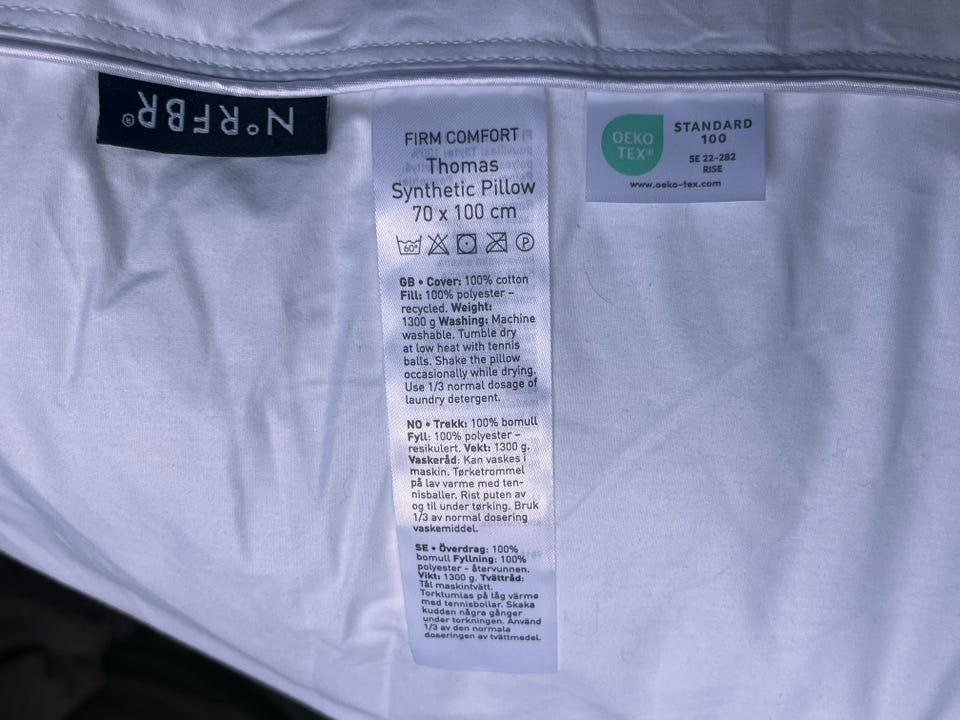 N°RFBR®
FIRM COMFORT
Thomas
Synthetic Pillow
70 x 100 cm
60°
P
GB • Cover: 100% cotton
Fill: 100% polyester –
recycled. Weight:
1300 g Washing: Machine
washable. Tumble dry
at low heat with tennis
balls. Shake the pillow
occasionally while drying.
Use 1/3 normal dosage of
laundry detergent.
NO • Trekk: 100% bomull
Fyll: 100% polyester –
resikulert. Vekt: 1300 g.
Vaskeråd: Kan vaskes i
maskin. Tørketrommel
på lav varme med ten-
nisballer. Rist puten av
og til under tørking. Bruk
1/3 av normal dosering
vaskemiddel.
SE • Överdrag: 100%
bomull Fyllning: 100%
polyester - återvunnen.
Vikt: 1300 g. Tvättråd:
Tål maskintvätt.
Torktumlas på låg värme
med tennisbollar. Skaka
kudden några gånger
under torkningen. Använd
1/3 av den normala
doseringen av tvättmedel.
OEKO
TEX®
STANDARD
100
SE 22-282
RISE
www.oeko-tex.com